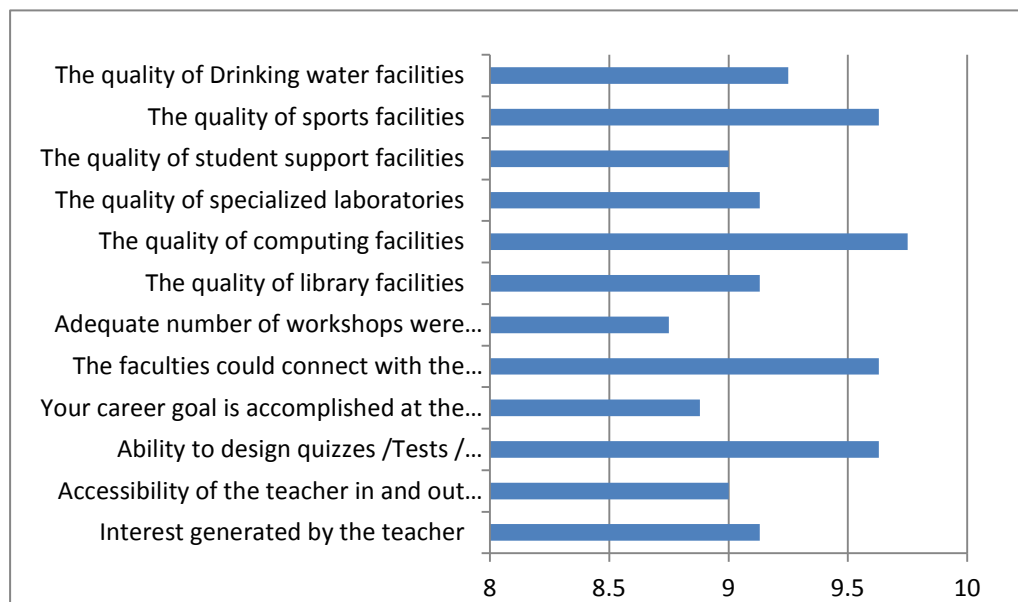 The quality of Drinking water facilities
The quality of sports facilities
The quality of student support facilities
The quality of specialized laboratories
The quality of computing facilities
The quality of library facilities
Adequate number of workshops were…
The faculties could connect with the…
Your career goal is accomplished at the…
Ability to design quizzes /Tests /…
Accessibility of the teacher in and out…
Interest generated by the teacher
8 8.5 9 9.5 10